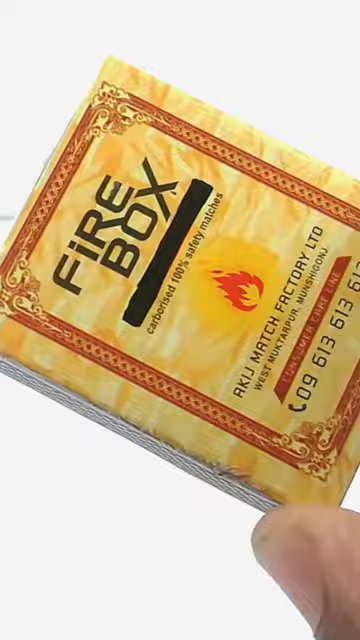 FiRE
BOX
carborised 100% safety matches
AKIJ MATCH FACTORY LTD
WEST MUKTARPUR, MUNSHIGONJ
CONSUMER CARE LINE
09 613 613 613